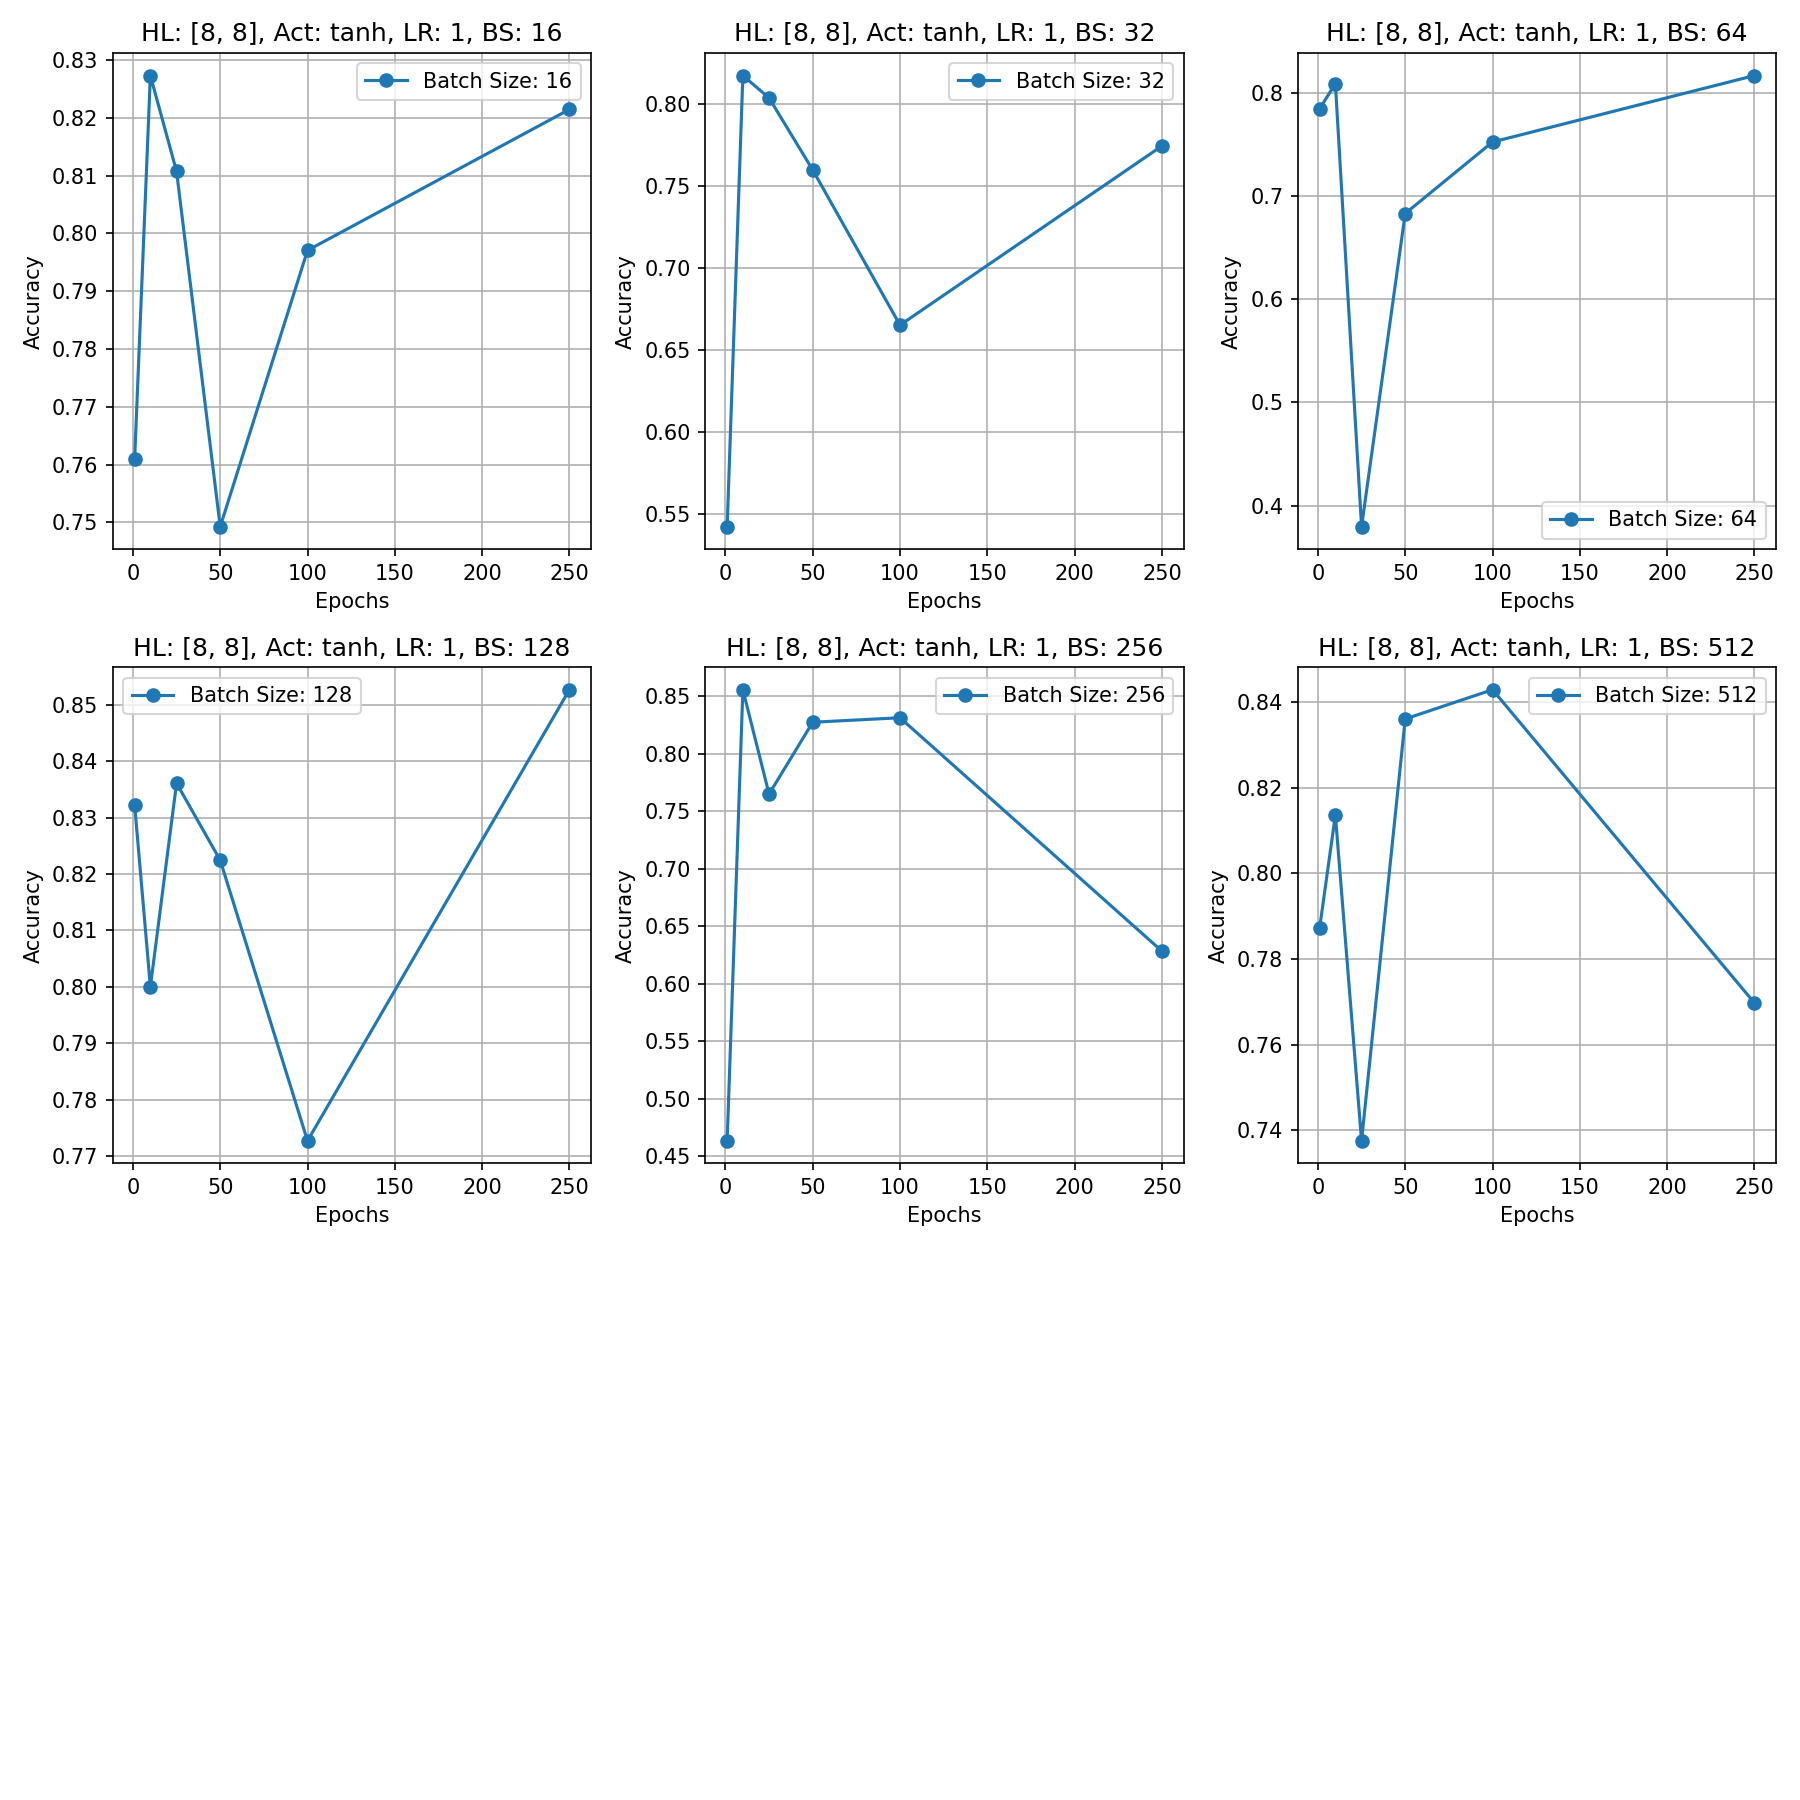 HL: [8, 8], Act: tanh, LR: 1, BS: 16
Batch Size: 16
0.83
0.82
0.81
0.80
0.79
0.78
0.77
0.76
0.75
Accuracy
0 50 100 150 200 250
Epochs
HL: [8, 8], Act: tanh, LR: 1, BS: 32
Batch Size: 32
0.80
0.75
0.70
0.65
0.60
0.55
Accuracy
0 50 100 150 200 250
Epochs
HL: [8, 8], Act: tanh, LR: 1, BS: 64
0.8
0.7
0.6
0.5
0.4
Accuracy
Batch Size: 64
0 50 100 150 200 250
Epochs
HL: [8, 8], Act: tanh, LR: 1, BS: 128
Batch Size: 128
0.85
0.84
0.83
0.82
0.81
0.80
0.79
0.78
0.77
Accuracy
0 50 100 150 200 250
Epochs
HL: [8, 8], Act: tanh, LR: 1, BS: 256
Batch Size: 256
0.85
0.80
0.75
0.70
0.65
0.60
0.55
0.50
0.45
Accuracy
0 50 100 150 200 250
Epochs
HL: [8, 8], Act: tanh, LR: 1, BS: 512
Batch Size: 512
0.84
0.82
0.80
0.78
0.76
0.74
Accuracy
0 50 100 150 200 250
Epochs